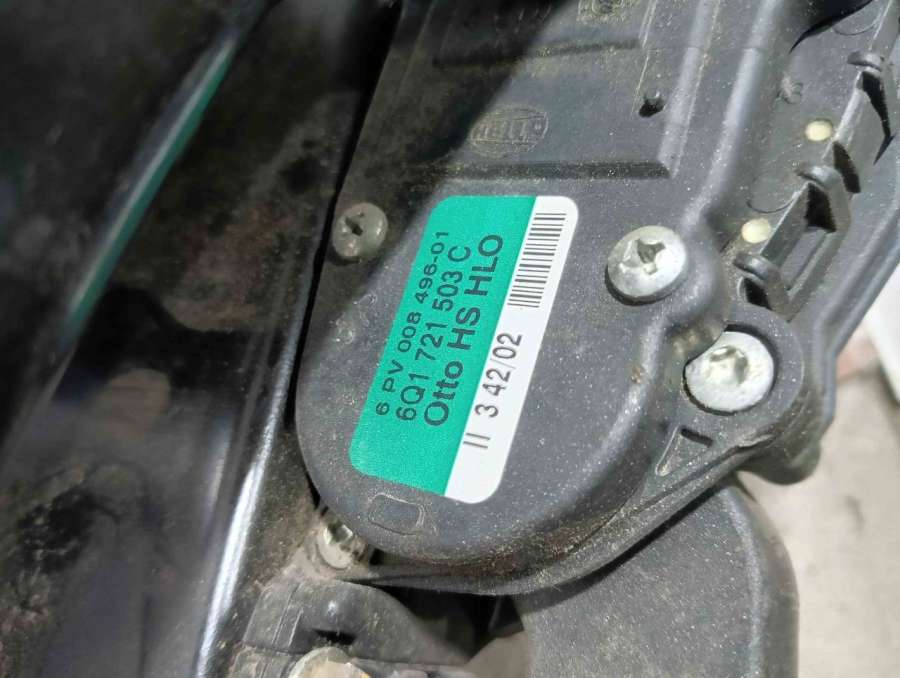 HELLA
6 PV 008 496-01
6Q1 721 503 C
Otto HS HLO
II 3 42/02